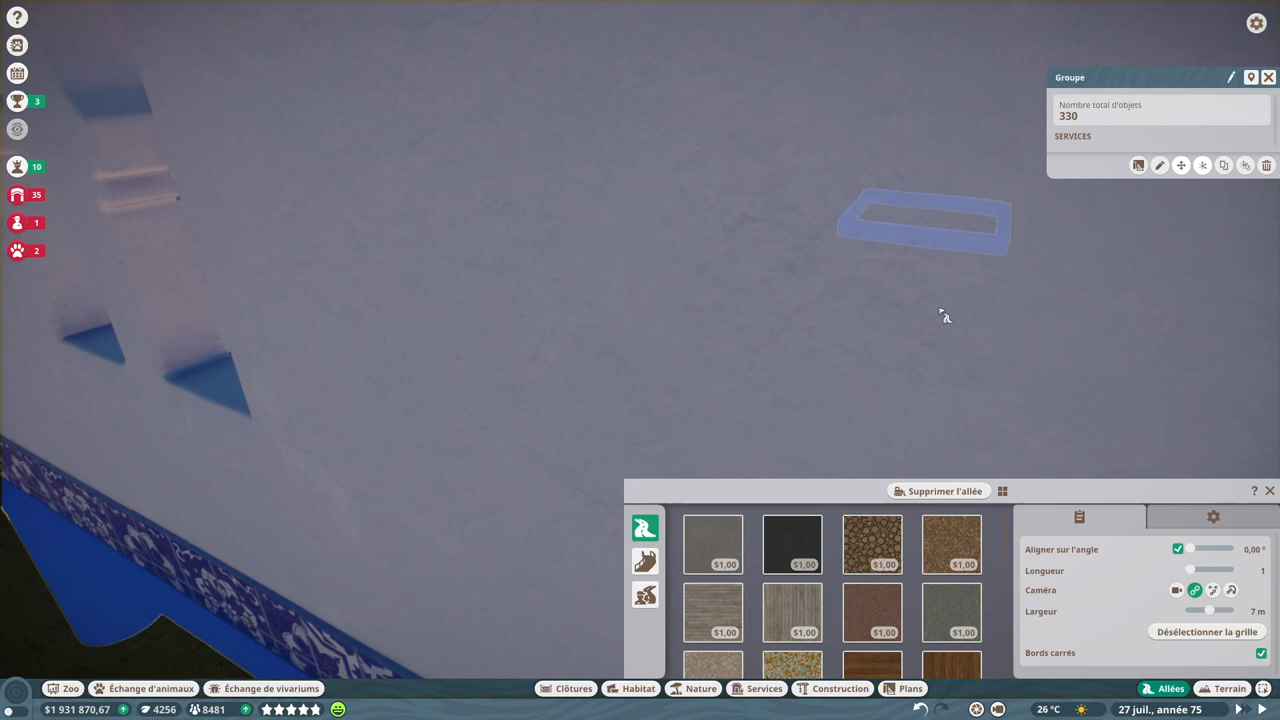 ?
Groupe
Nombre total d'objets
330
SERVICES
3
10
35
1
2
Supprimer l'allée
?
$1,00 $1,00 $1,00 $1,00
$1,00 $1,00 $1,00 $1,00
Aligner sur l'angle 0,00 °
Longueur 1
Caméra
Largeur 7 m
Désélectionner la grille
Bords carrés
Zoo Échange d'animaux Échange de vivariums Clôtures Habitat Nature Services Construction Plans Allées Terrain
$1 931 870,67 4256 8481 26 °C 27 juil., année 75